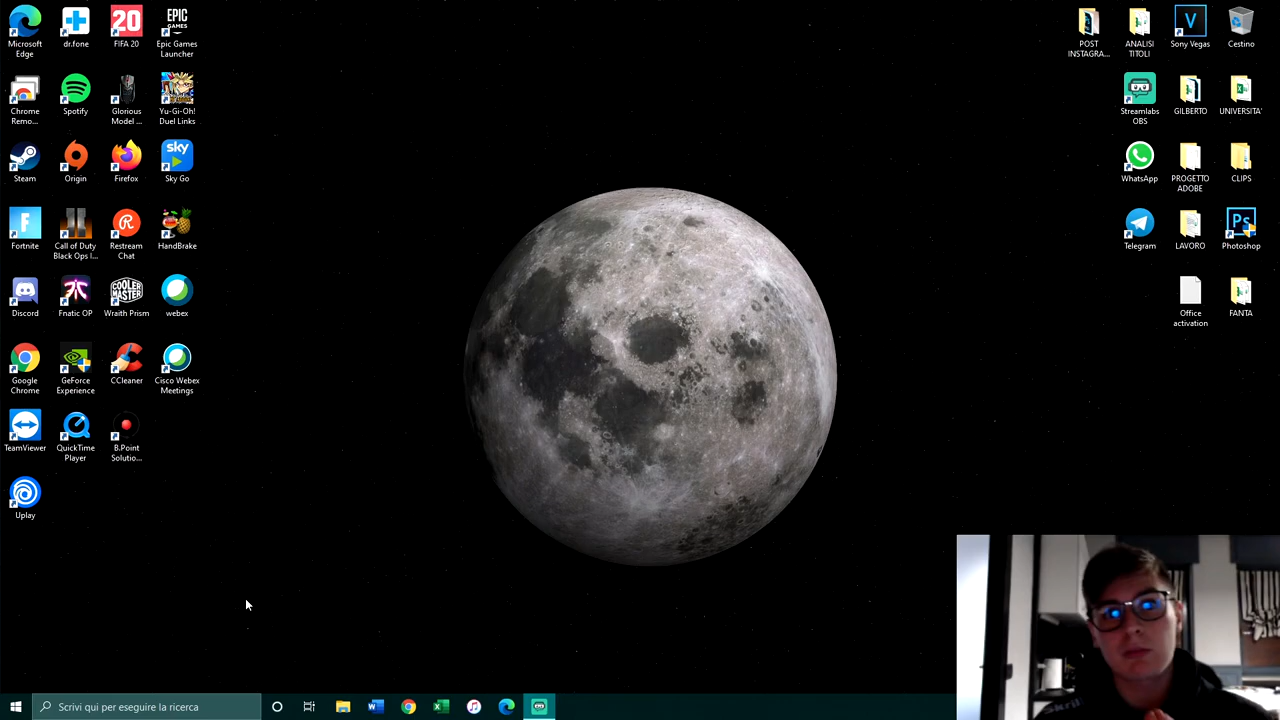 Microsoft
Edge
dr.fone
20
FIFA 20
EPIC
GAMES
Epic Games
Launcher
Chrome
Remo...
Spotify
Glorious
Model ...
Yu-Gi-Oh!
Duel Links
Steam
Origin
Firefox
sky
Sky Go
F
Fortnite
Call of Duty
Black Ops I...
R
Restream
Chat
HandBrake
Discord
Fnatic OP
COOLER
MASTER
Wraith Prism
webex
Google
Chrome
GeForce
Experience
CCleaner
Cisco Webex
Meetings
TeamViewer
QuickTime
Player
B.Point
Solutio...
Uplay
POST
INSTAGRA...
ANALISI
TITOLI
V
Sony Vegas
Cestino
Streamlabs
OBS
GILBERTO
UNIVERSITA'
WhatsApp
PROGETTO
ADOBE
CLIPS
Telegram
LAVORO
Ps
Photoshop
Office
activation
FANTA
Scrivi qui per eseguire la ricerca